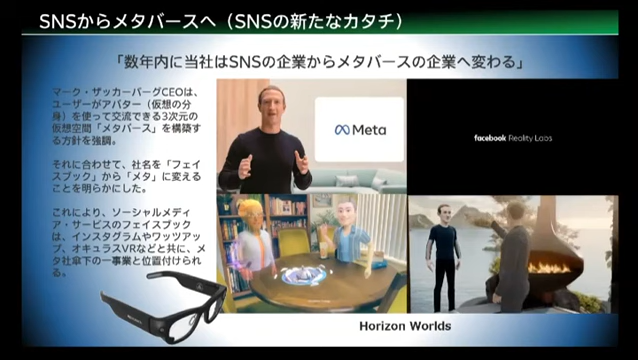 SNSからメタバースへ（SNSの新たなカタチ）
「数年内に当社はSNSの企業からメタバースの企業へ変わる」
マーク・ザッカーバーグCEOは、
ユーザーがアバター（仮想の分
身）を使って交流できる3次元の
仮想空間「メタバース」を構築す
る方針を強調。
それに合わせて、社名を「フェイ
スブック」から「メタ」に変える
ことを明らかにした。
これにより、ソーシャルメディ
ア・サービスのフェイスブック
は、インスタグラムやワッツアッ
プ、オキュラスVRなどと共に、メ
タ社傘下の一事業と位置付けられ
る。
Meta
facebook Reality Labs
Horizon Worlds